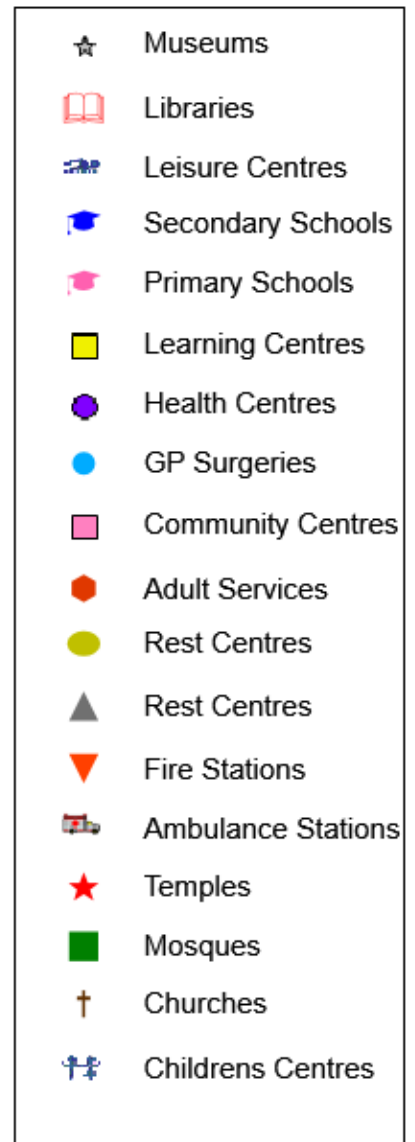 Museums
Libraries
Leisure Centres
Secondary Schools
Primary Schools
Learning Centres
Health Centres
GP Surgeries
Community Centres
Adult Services
Rest Centres
Rest Centres
Fire Stations
Ambulance Stations
Temples
Mosques
Churches
Childrens Centres